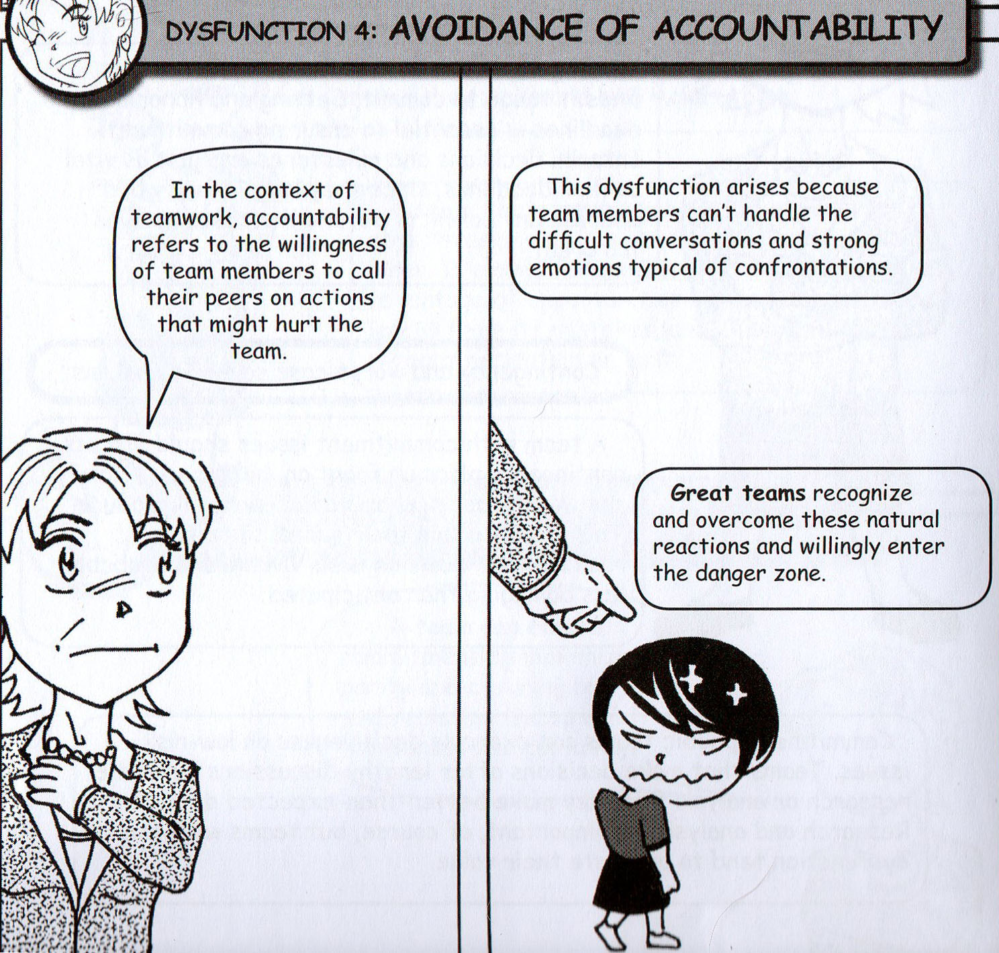 DYSFUNCTION 4: AVOIDANCE OF ACCOUNTABILITY
In the context of
teamwork, accountability
refers to the willingness
of team members to call
their peers on actions
that might hurt the
team.
This dysfunction arises because
team members can't handle the
difficult conversations and strong
emotions typical of confrontations.
Great teams recognize
and overcome these natural
reactions and willingly enter
the danger zone.